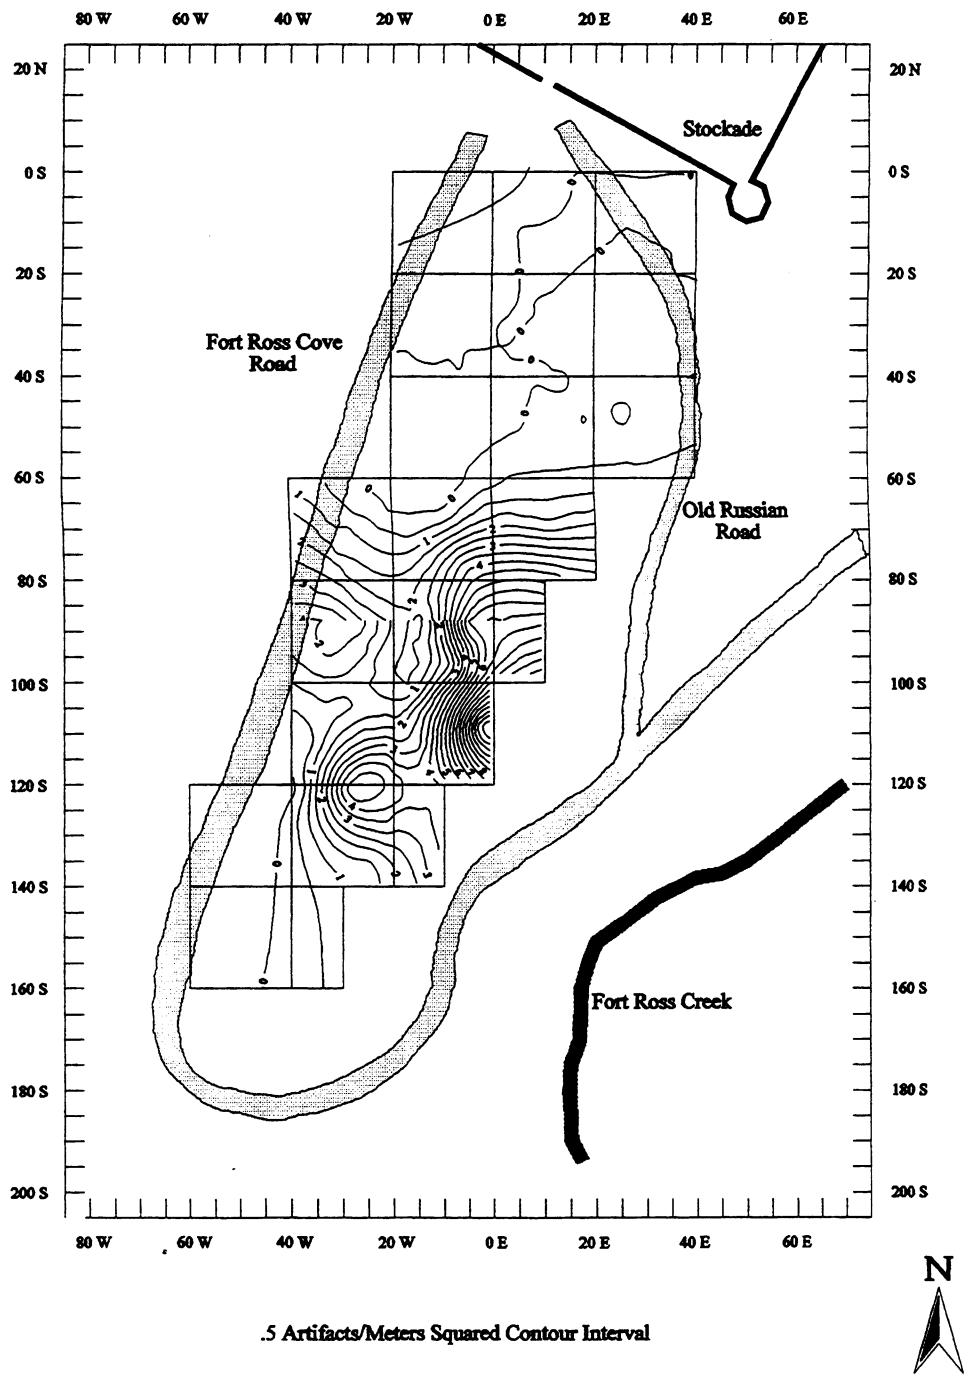 80 W 60 W 40 W 20 W 0 E 20 E 40 E 60 E
20 N 20 N
Stockade
0 S 0 S
20 S 20 S
Fort Ross Cove
Road
40 S 40 S
60 S 60 S
Old Russian
Road
80 S 80 S
100 S 100 S
120 S 120 S
140 S 140 S
160 S 160 S
Fort Ross Creek
180 S 180 S
200 S 200 S
80 W 60 W 40 W 20 W 0 E 20 E 40 E 60 E
N
.5 Artifacts/Meters Squared Contour Interval